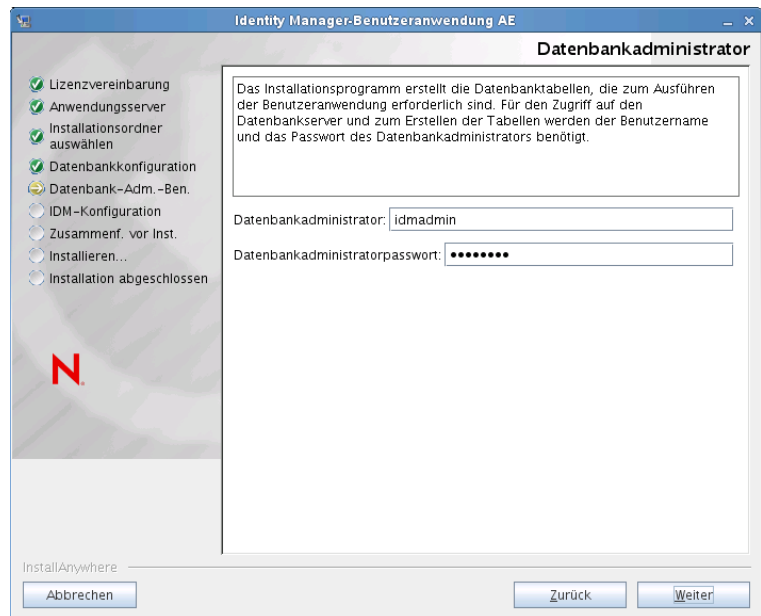 Identity Manager-Benutzeranwendung AE
Datenbankadministrator
Lizenzvereinbarung
Anwendungsserver
Installationsordner
auswählen
Datenbankkonfiguration
Datenbank-Adm.-Ben.
IDM-Konfiguration
Zusammenf. vor Inst.
Installieren...
Installation abgeschlossen
N
Das Installationsprogramm erstellt die Datenbanktabellen, die zum Ausführen
der Benutzeranwendung erforderlich sind. Für den Zugriff auf den
Datenbankserver und zum Erstellen der Tabellen werden der Benutzername
und das Passwort des Datenbankadministrators benötigt.
Datenbankadministrator: idmadmin
Datenbankadministratorpasswort: ••••••••
InstallAnywhere
Abbrechen
Zurück
Weiter